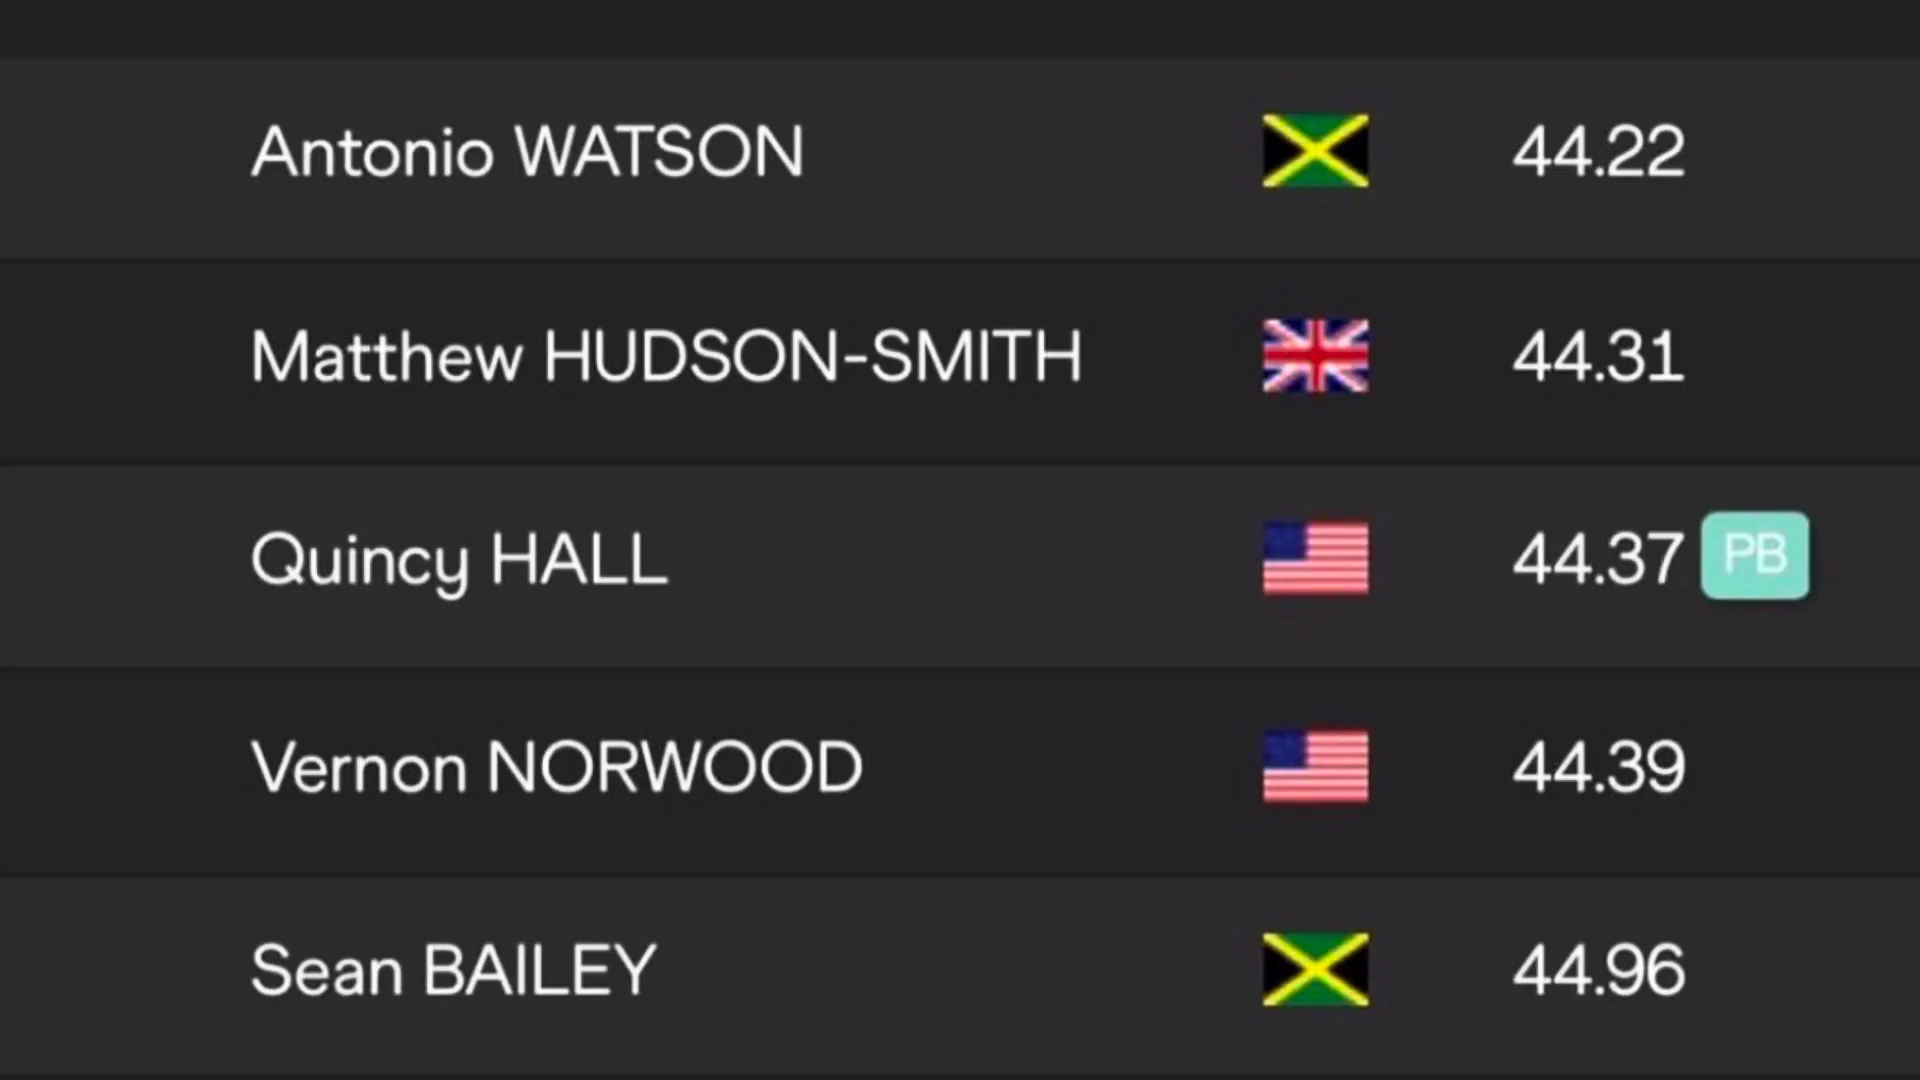 Antonio WATSON 44.22
Matthew HUDSON-SMITH 44.31
Quincy HALL 44.37 PB
Vernon NORWOOD 44.39
Sean BAILEY 44.96